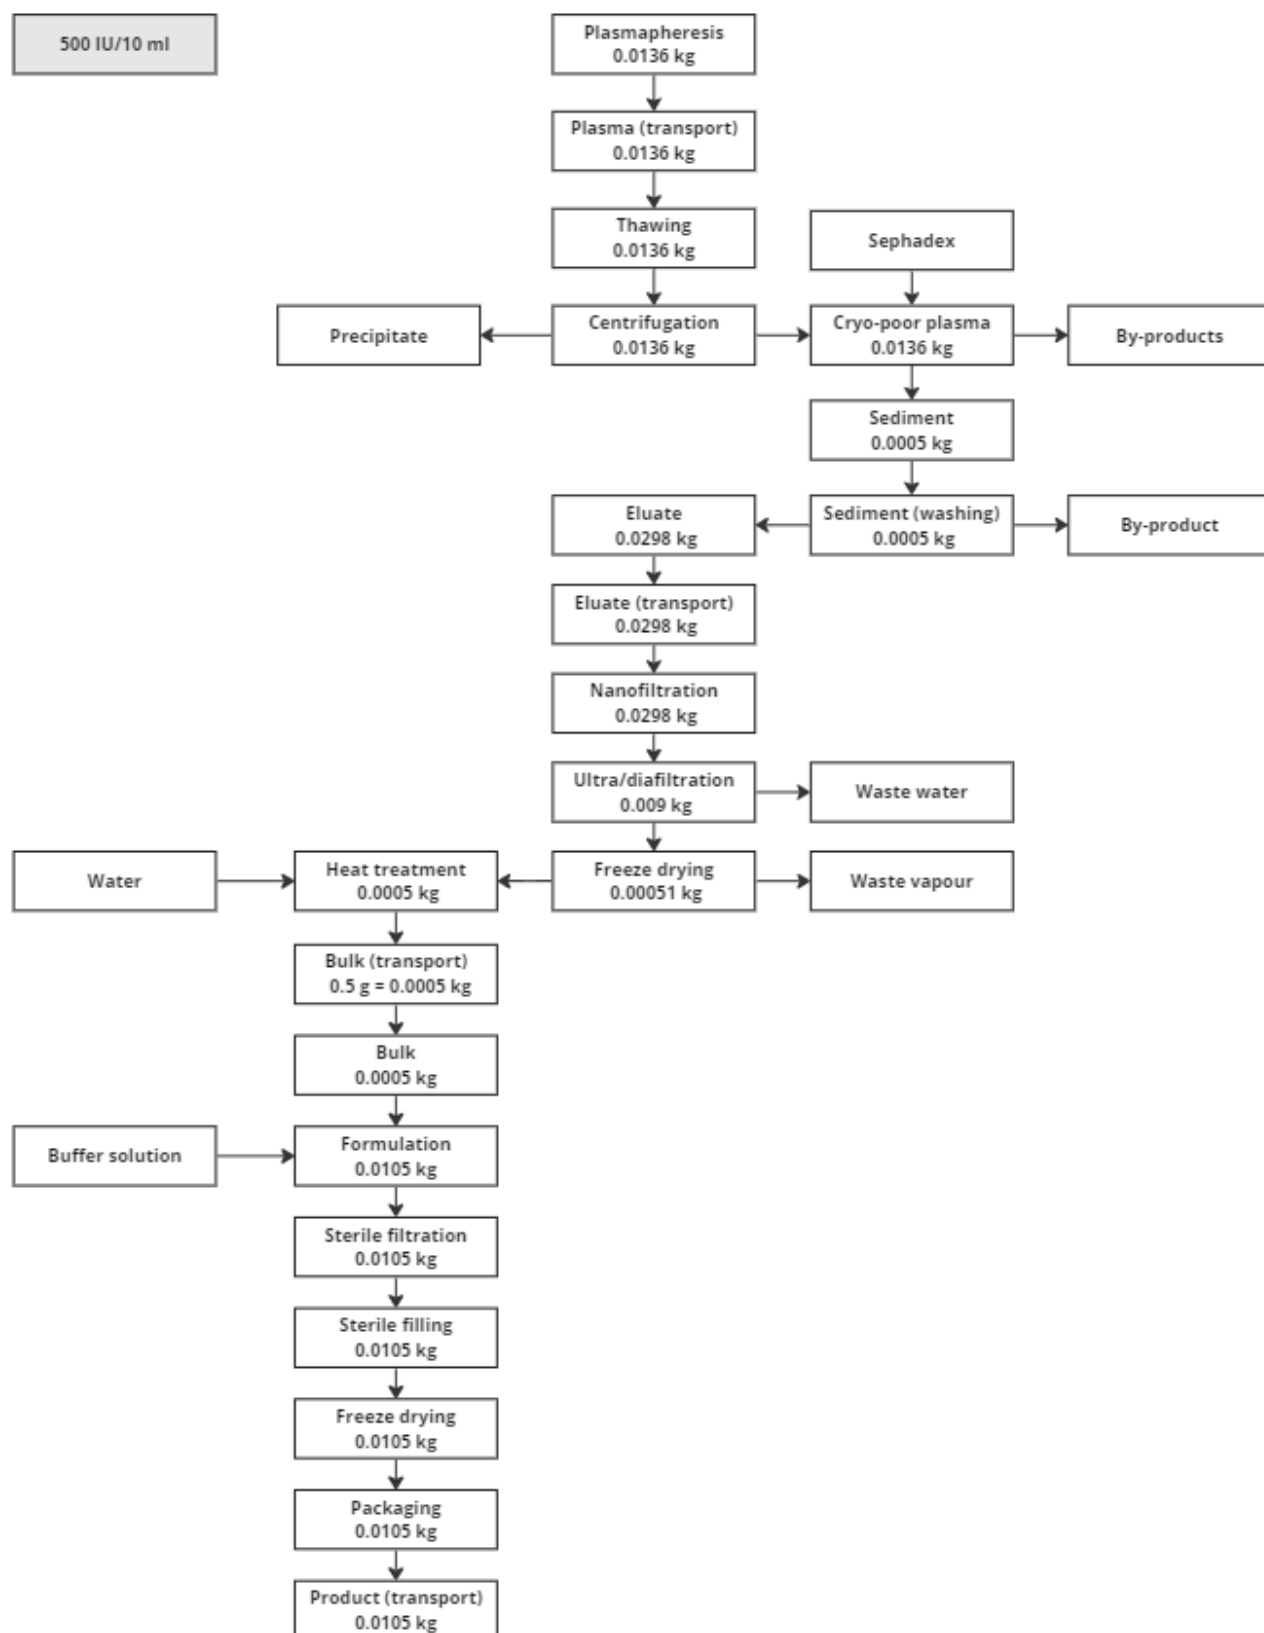 500 IU/10 ml
Plasmapheresis
0.0136 kg
Plasma (transport)
0.0136 kg
Thawing
0.0136 kg
Sephadex
Precipitate
Centrifugation
0.0136 kg
Cryo-poor plasma
0.0136 kg
By-products
Sediment
0.0005 kg
Eluate
0.0298 kg
Sediment (washing)
0.0005 kg
By-product
Eluate (transport)
0.0298 kg
Nanofiltration
0.0298 kg
Ultra/diafiltration
0.009 kg
Waste water
Water
Heat treatment
0.0005 kg
Freeze drying
0.00051 kg
Waste vapour
Bulk (transport)
0.5 g = 0.0005 kg
Bulk
0.0005 kg
Buffer solution
Formulation
0.0105 kg
Sterile filtration
0.0105 kg
Sterile filling
0.0105 kg
Freeze drying
0.0105 kg
Packaging
0.0105 kg
Product (transport)
0.0105 kg